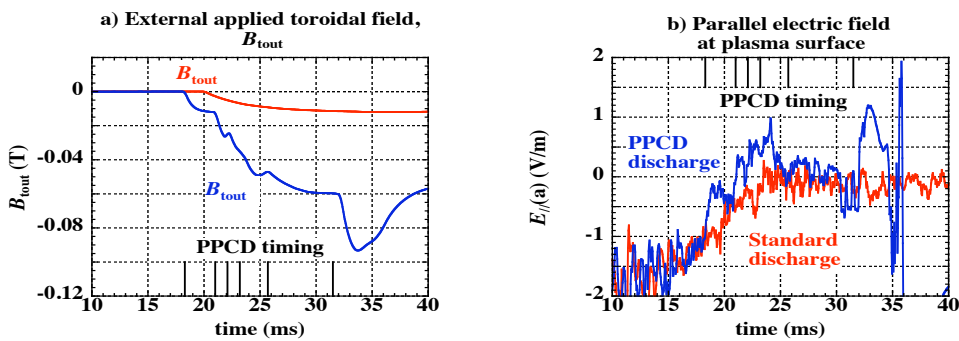 a) External applied toroidal field,
B_tout
B_tout (T)
0
-0.04
-0.08
-0.12
B_tout
B_tout
PPCD timing
10 15 20 25 30 35 40
time (ms)
b) Parallel electric field
at plasma surface
E_//(a) (V/m)
2
1
0
-1
-2
PPCD timing
PPCD
discharge
Standard
discharge
10 15 20 25 30 35 40
time (ms)